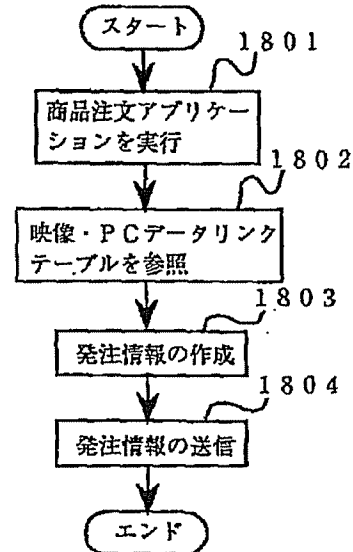 スタート
1801
商品注文アプリケー
ションを実行
1802
映像・PCデータリンク
テーブルを参照
1803
発注情報の作成
1804
発注情報の送信
エンド